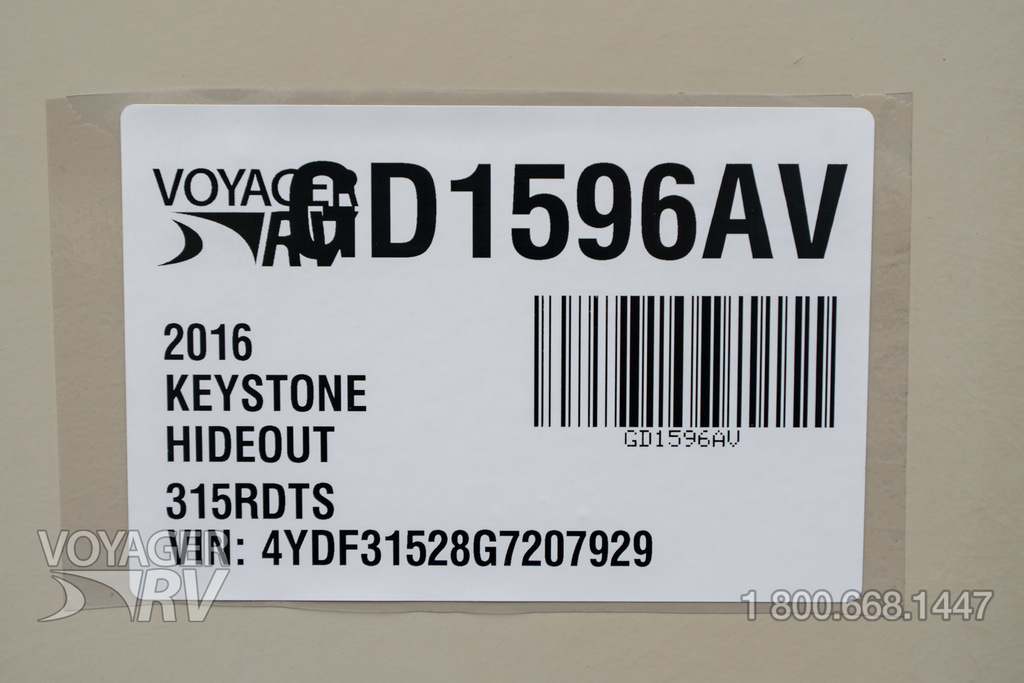 VOYAGER RV GD1596AV
2016
KEYSTONE
HIDEOUT
315RDTS
VIN: 4YDF31528G7207929
GD1596AV
VOYAGER
RV
1 800.668.1447